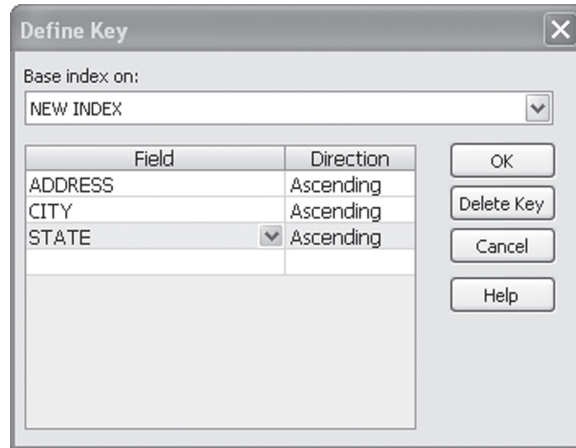 Define Key
Base index on:
NEW INDEX
Field Direction
ADDRESS Ascending
CITY Ascending
STATE Ascending
OK
Delete Key
Cancel
Help